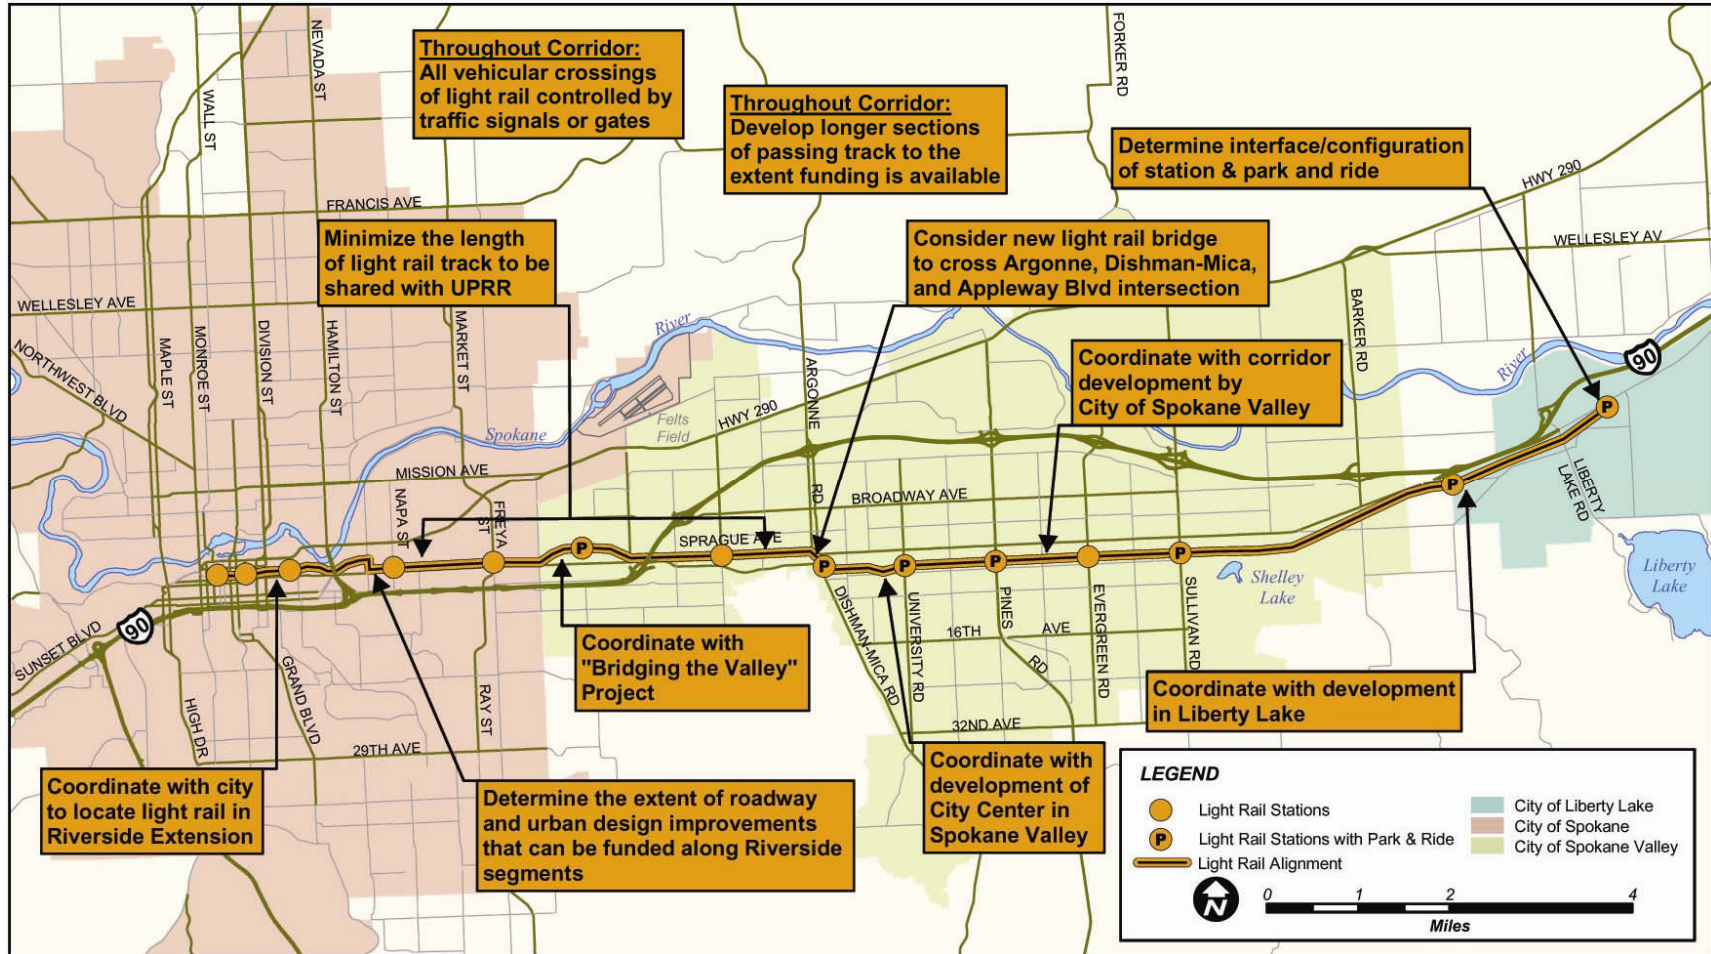 NEVADA ST
WALL ST
FORKER RD
Throughout Corridor:
All vehicular crossings
of light rail controlled by
traffic signals or gates
Throughout Corridor:
Develop longer sections
of passing track to the
extent funding is available
Determine interface/configuration
of station & park and ride
HWY 290
FRANCIS AVE
Minimize the length
of light rail track to be
shared with UPRR
Consider new light rail bridge
to cross Argonne, Dishman-Mica,
and Appleway Blvd intersection
WELLESLEY AV
WELLESLEY AVE
NORTHWEST BLVD
MAPLE ST
MONROE ST
DIVISION ST
HAMILTON ST
MARKET ST
River
ARGONNE
RD
BARKER RD
River
90
Coordinate with corridor
development by
City of Spokane Valley
Felts
Field
HWY 290
Spokane
MISSION AVE
NAPA ST
FREYA
ST
BROADWAY AVE
SPRAGUE AVE
P
P
P
P
P
P
P
LIBERTY
LAKE RD
Liberty
Lake
Shelley
Lake
SUNSET BLVD
90
HIGH DR
GRAND BLVD
RAY ST
29TH AVE
DISHMAN-MICA RD
UNIVERSITY RD
PINES
RD
EVERGREEN RD
SULLIVAN RD
16TH AVE
32ND AVE
Coordinate with
"Bridging the Valley"
Project
Coordinate with development
in Liberty Lake
Coordinate with city
to locate light rail in
Riverside Extension
Determine the extent of roadway
and urban design improvements
that can be funded along Riverside
segments
Coordinate with
development of
City Center in
Spokane Valley
LEGEND
Light Rail Stations
P Light Rail Stations with Park & Ride
Light Rail Alignment
City of Liberty Lake
City of Spokane
City of Spokane Valley
N
0 1 2 4
Miles